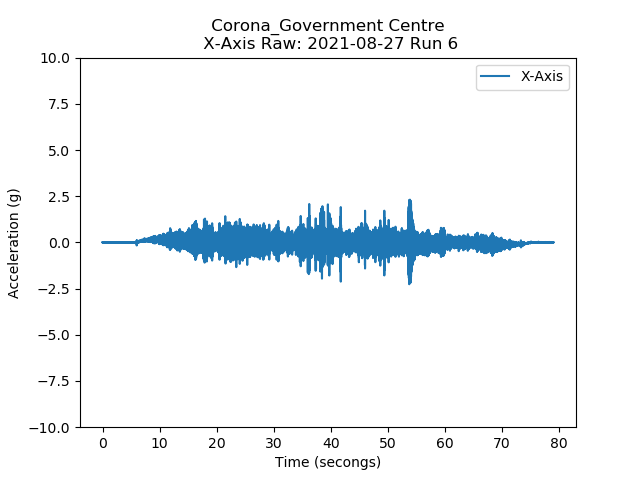 Corona_Government Centre
X-Axis Raw: 2021-08-27 Run 6
X-Axis
10.0
7.5
5.0
2.5
0.0
−2.5
−5.0
−7.5
−10.0
Acceleration (g)
0 10 20 30 40 50 60 70 80
Time (seconds)